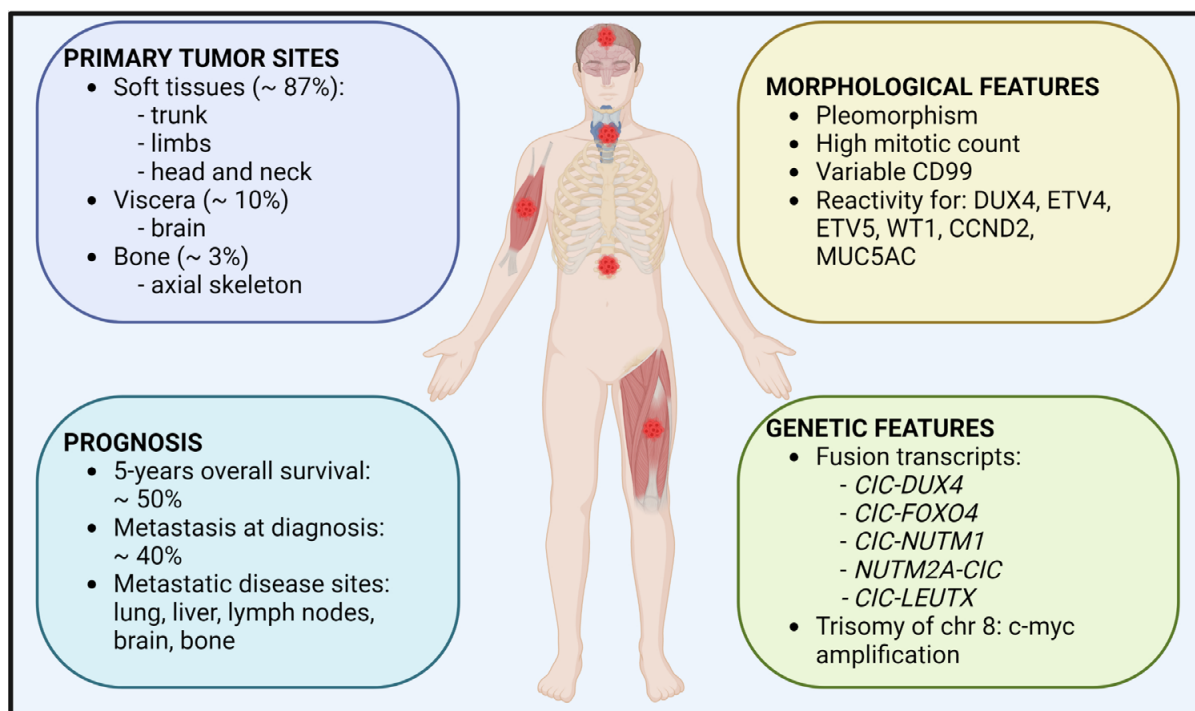 PRIMARY TUMOR SITES
• Soft tissues (~ 87%):
- trunk
- limbs
- head and neck
• Viscera (~ 10%)
- brain
• Bone (~ 3%)
- axial skeleton
MORPHOLOGICAL FEATURES
• Pleomorphism
• High mitotic count
• Variable CD99
• Reactivity for: DUX4, ETV4,
ETV5, WT1, CCND2,
MUC5AC
PROGNOSIS
• 5-years overall survival:
~ 50%
• Metastasis at diagnosis:
~ 40%
• Metastatic disease sites:
lung, liver, lymph nodes,
brain, bone
GENETIC FEATURES
• Fusion transcripts:
- CIC-DUX4
- CIC-FOXO4
- CIC-NUTM1
- NUTM2A-CIC
- CIC-LEUTX
• Trisomy of chr 8: c-myc
amplification